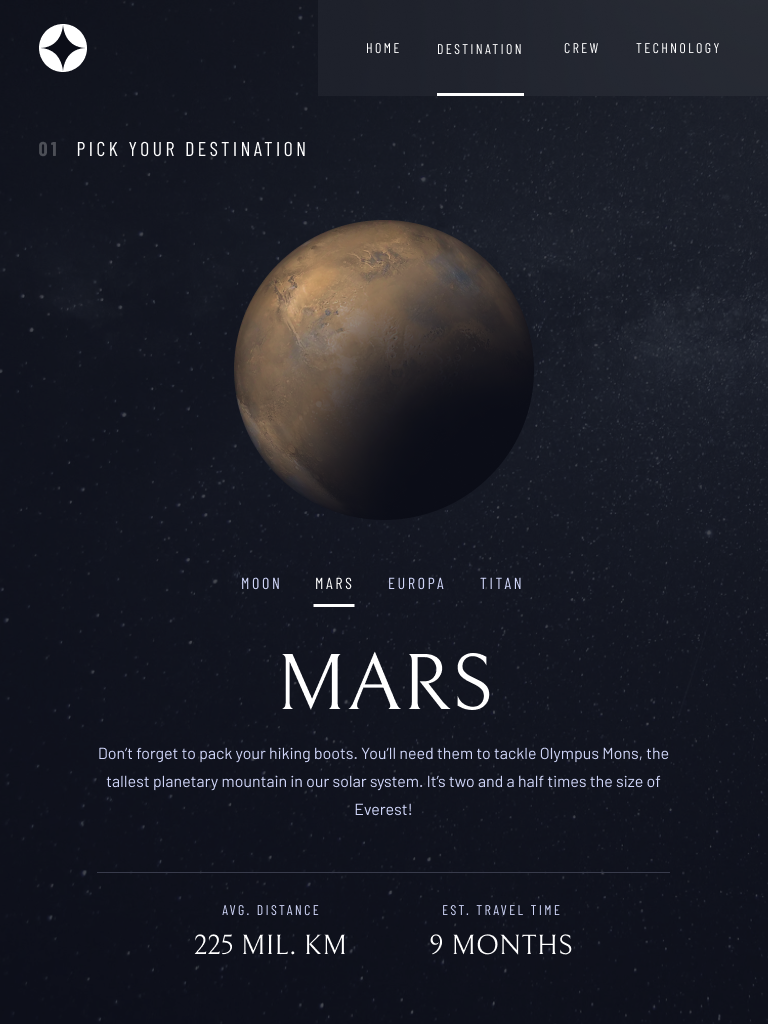 HOME DESTINATION CREW TECHNOLOGY
01 PICK YOUR DESTINATION
MOON MARS EUROPA TITAN
MARS
Don’t forget to pack your hiking boots. You’ll need them to tackle Olympus Mons, the
tallest planetary mountain in our solar system. It’s two and a half times the size of
Everest!
AVG. DISTANCE
225 MIL. KM
EST. TRAVEL TIME
9 MONTHS